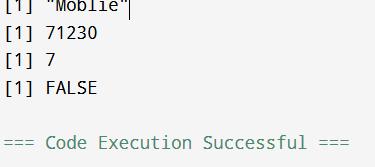 [1] "Moblie"
[1] 71230
[1] 7
[1] FALSE
=== Code Execution Successful ===